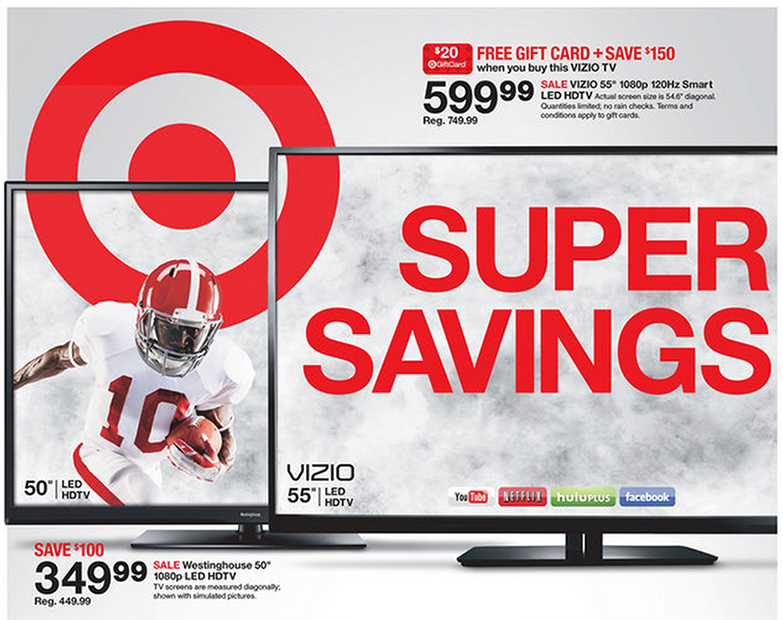 $20
GiftCard
FREE GIFT CARD + SAVE $150
when you buy this VIZIO TV
599 99
Reg. 749.99
SALE VIZIO 55" 1080p 120Hz Smart
LED HDTV Actual screen size is 54.6" diagonal.
Quantities limited; no rain checks. Terms and
conditions apply to gift cards.
SUPER
SAVINGS
10
50" LED
HDTV
Westinghouse
VIZIO
55" LED
HDTV
YouTube
NETFLIX
huluPLUS
facebook
SAVE $100
349 99
Reg. 449.99
SALE Westinghouse 50"
1080p LED HDTV
TV screens are measured diagonally;
shown with simulated pictures.